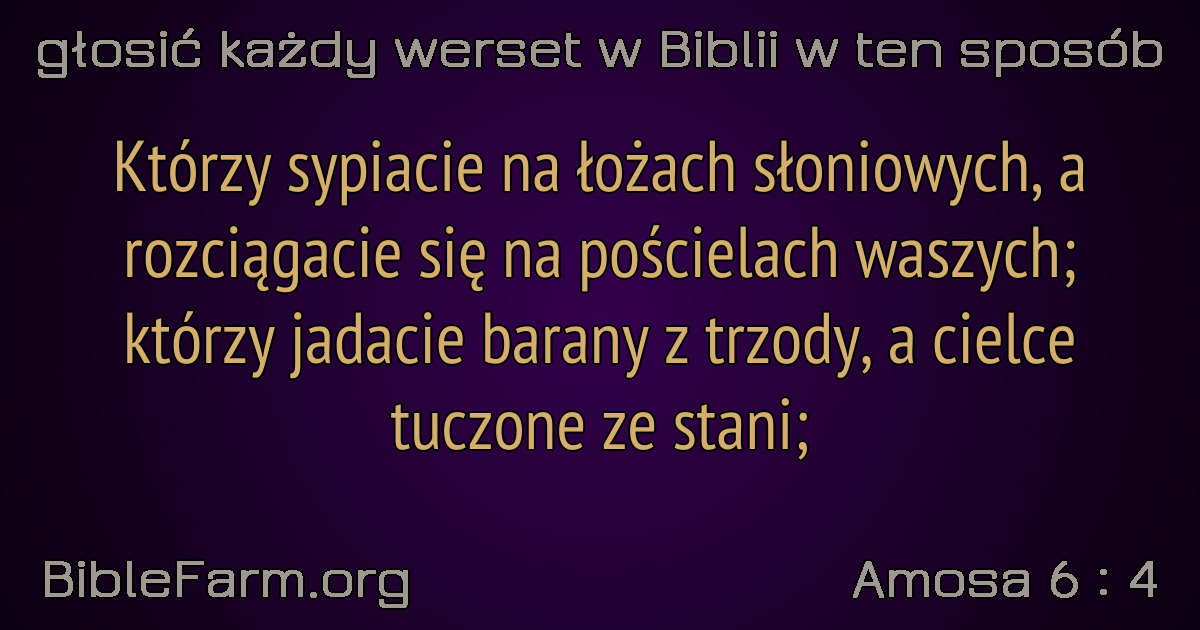 głosić każdy werset w Biblii w ten sposób
Którzy sypiacie na łożach słoniowych, a
rozciągacie się na pościelach waszych;
którzy jadacie barany z trzody, a cielce
tuczone ze stani;
BibleFarm.org
Amosa 6 : 4